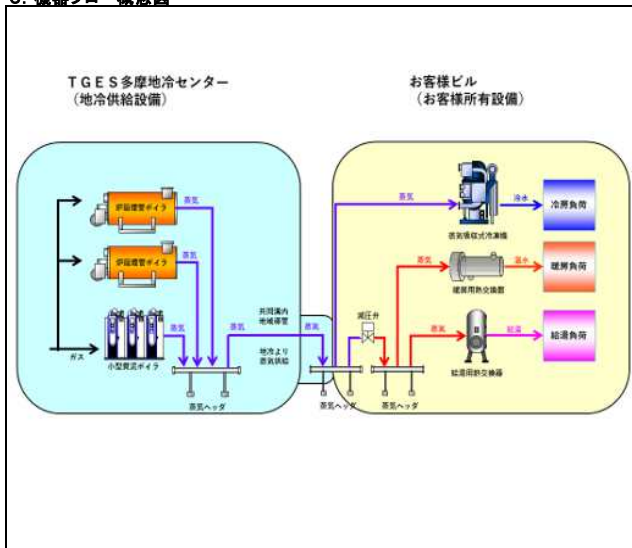 TGES多摩地冷センター
(地冷供給設備)
お客様ビル
(お客様所有設備)
炉筒煙管ボイラ
蒸気
炉筒煙管ボイラ
蒸気
小型貫流ボイラ
蒸気
ガス
蒸気
蒸気ヘッダ
共同溝内
地域導管
地冷より
蒸気供給
蒸気
蒸気ヘッダ
減圧弁
蒸気ヘッダ
蒸気
蒸気吸収式冷凍機
冷水
冷房負荷
蒸気
暖房用熱交換器
温水
暖房負荷
蒸気
給湯用熱交換器
給湯
給湯負荷